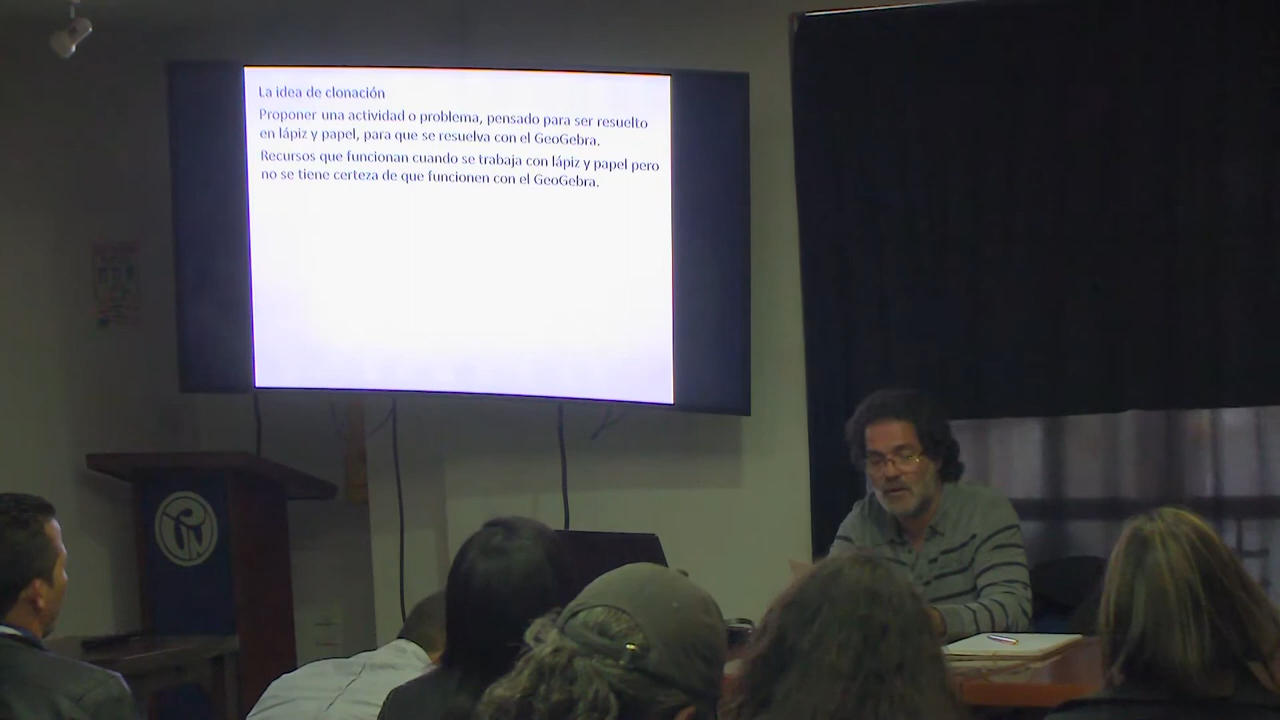 La idea de clonación
Proponer una actividad o problema, pensado para ser resuelto
en lápiz y papel, para que se resuelva con el GeoGebra.
Recursos que funcionan cuando se trabaja con lápiz y papel pero
no se tiene certeza de que funcionen con el GeoGebra.